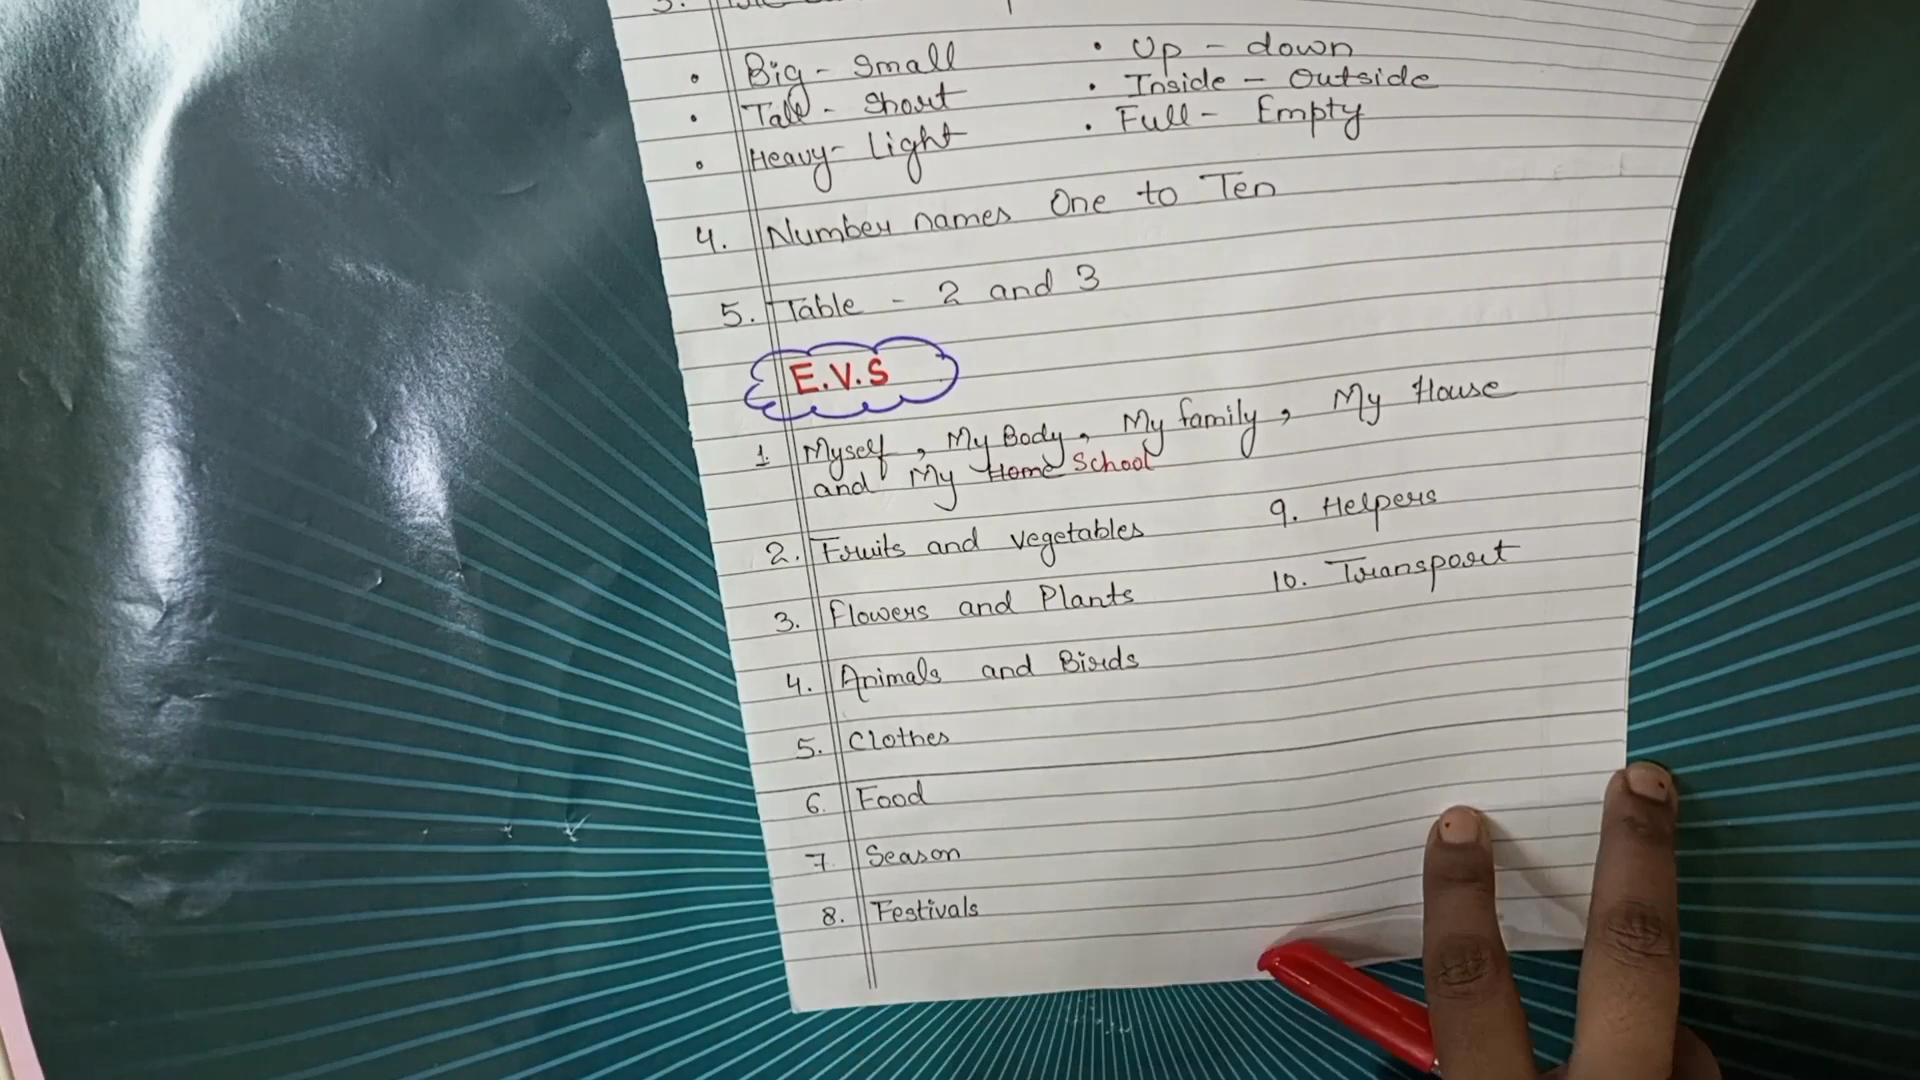 3.
• Big - Small
• Up - down
• Tall - Short
• Inside - Outside
• Heavy - Light
• Full - Empty
4. Number names One to Ten
5. Table - 2 and 3
E.V.S
1. Myself, My Body, My family, My House
and My Home School
2. Fruits and vegetables
3. Flowers and Plants
4. Animals and Birds
5. Clothes
6. Food
7. Season
8. Festivals
9. Helpers
10. Transport